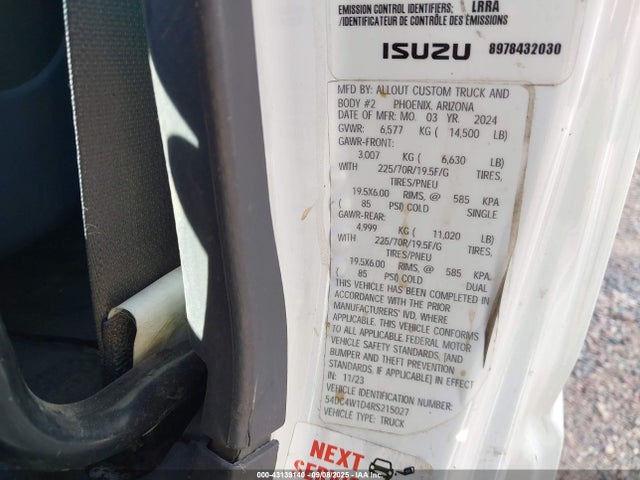 EMISSION CONTROL IDENTIFIERS: LRRA
/IDENTIFICATEUR DE CONTRÔLE DES ÉMISSIONS
ISUZU 8978432030
MFD BY: ALLOUT CUSTOM TRUCK AND
BODY #2 PHOENIX, ARIZONA
DATE OF MFR: MO. 03 YR. 2024
GVWR: 6,577 KG ( 14,500 LB)
GAWR-FRONT:
3,007 KG ( 6,630 LB)
WITH 225/70R/19.5F/G TIRES,
TIRES/PNEU
19.5X6.00 RIMS, @ 585 KPA
( 85 PSI) COLD SINGLE
GAWR-REAR:
4,999 KG ( 11,020 LB)
WITH 225/70R/19.5F/G TIRES,
TIRES/PNEU
19.5X6.00 RIMS, @ 585 KPA,
( 85 PSI) COLD DUAL
THIS VEHICLE HAS BEEN COMPLETED IN
ACCORDANCE WITH THE PRIOR
MANUFACTURERS' IVD, WHERE
APPLICABLE. THIS VEHICLE CONFORMS
TO ALL APPLICABLE FEDERAL MOTOR
VEHICLE SAFETY STANDARDS, [AND
BUMPER AND THEFT PREVENTION
STANDARDS, IF APPLICABLE] IN EFFECT
IN: 11/23
VEHICLE IDENTIFICATION NUMBER:
54DC4W1D4RS215027
VEHICLE TYPE: TRUCK
NEXT
000-43139140 - 09/08/2025 - IAAI.COM